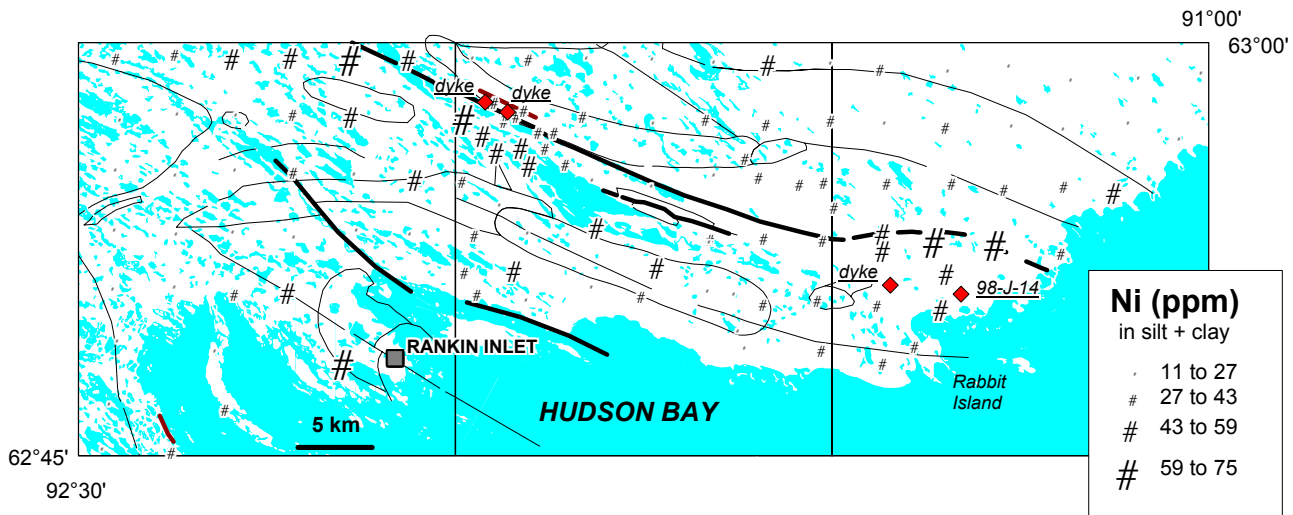 91°00'
63°00'
dyke
dyke
dyke
98-J-14
RANKIN INLET
Rabbit
Island
HUDSON BAY
5 km
62°45'
92°30'
Ni (ppm)
in silt + clay
11 to 27
# 27 to 43
# 43 to 59
# 59 to 75